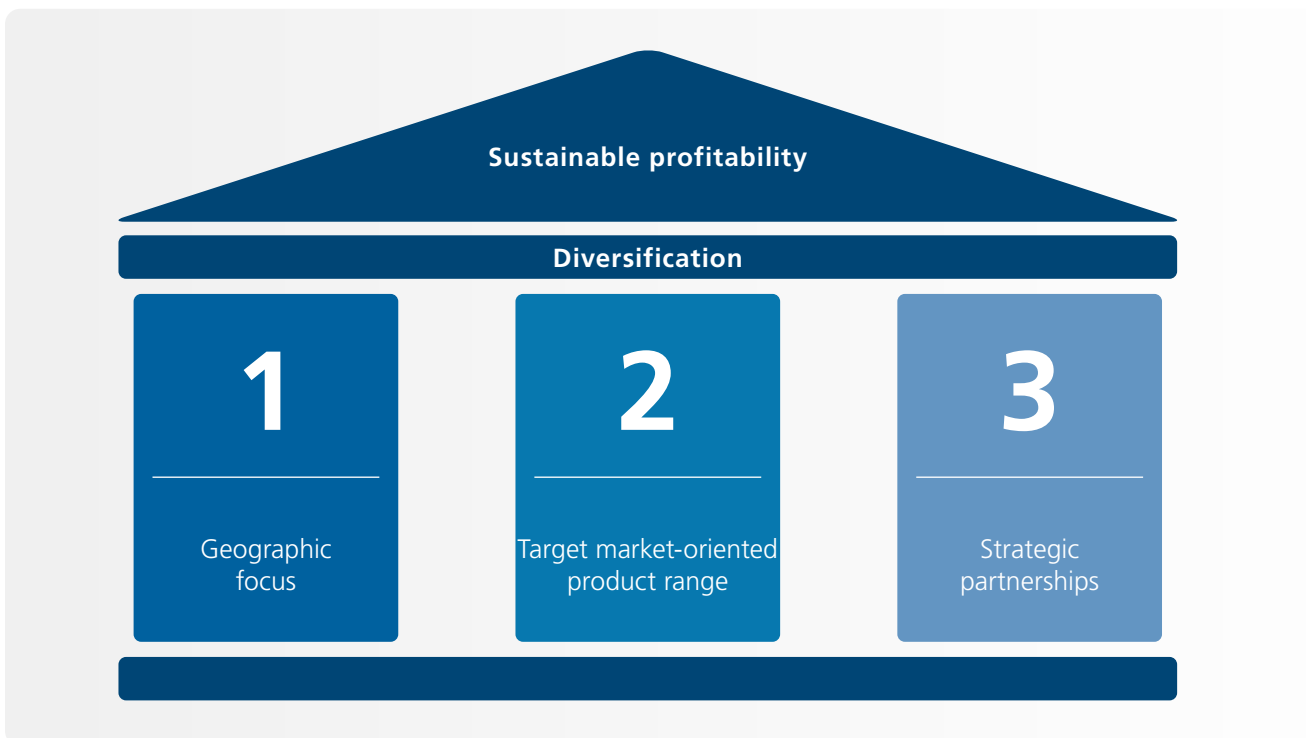 Sustainable profitability
Diversification
1
Geographic
focus
2
Target market-oriented
product range
3
Strategic
partnerships